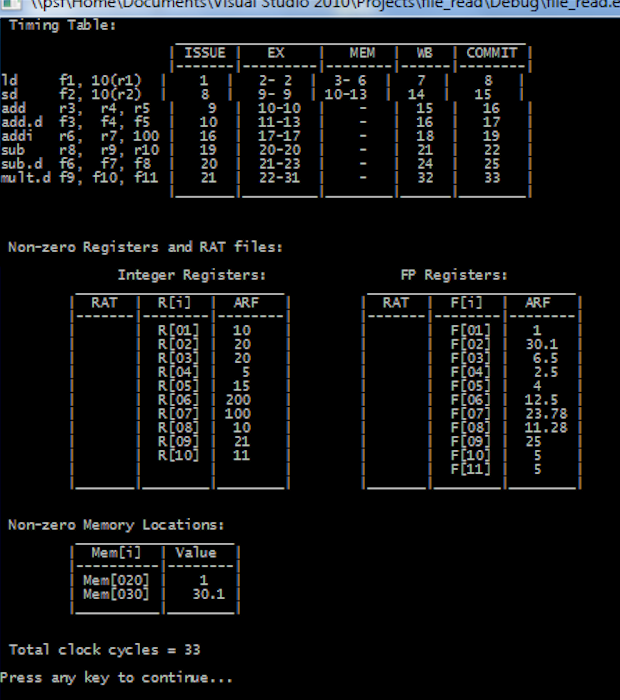 \\psf\Home\Documents\Visual Studio 2010\Projects\file_read\Debug\file_read.e
Timing Table:
| ISSUE | EX | MEM | WB | COMMIT |
ld f1, 10(r1) | 1 | 2- 2 | 3- 6 | 7 | 8 |
sd f2, 10(r2) | 8 | 9- 9 | 10-13 | 14 | 15 |
add r3, r4, r5 | 9 | 10-10 | - | 15 | 16 |
add.d f3, f4, f5 | 10 | 11-13 | - | 16 | 17 |
addi r6, r7, 100 | 16 | 17-17 | - | 18 | 19 |
sub r8, r9, r10 | 19 | 20-20 | - | 21 | 22 |
sub.d f6, f7, f8 | 20 | 21-23 | - | 24 | 25 |
mult.d f9, f10, f11 | 21 | 22-31 | - | 32 | 33 |
Non-zero Registers and RAT files:
Integer Registers: FP Registers:
| RAT | R[i] | ARF | | RAT | F[i] | ARF |
R[01] | 10 | F[01] | 1
R[02] | 20 | F[02] | 30.1
R[03] | 20 | F[03] | 6.5
R[04] | 5 | F[04] | 2.5
R[05] | 15 | F[05] | 4
R[06] | 200 | F[06] | 12.5
R[07] | 100 | F[07] | 23.78
R[08] | 10 | F[08] | 11.28
R[09] | 21 | F[09] | 25
R[10] | 11 | F[10] | 5
F[11] | 5
Non-zero Memory Locations:
| Mem[i] | Value |
| Mem[020] | 1 |
| Mem[030] | 30.1 |
Total clock cycles = 33
Press any key to continue...